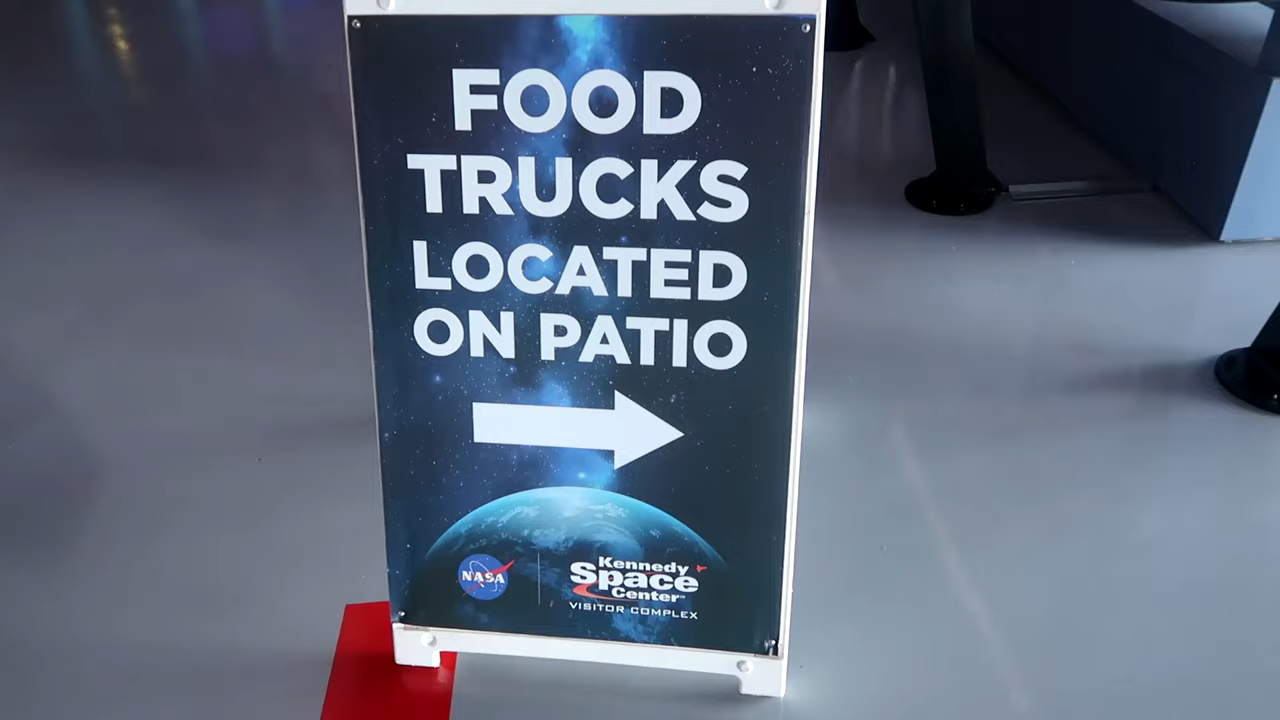 FOOD
TRUCKS
LOCATED
ON PATIO
NASA
Kennedy
Space
Center
VISITOR COMPLEX